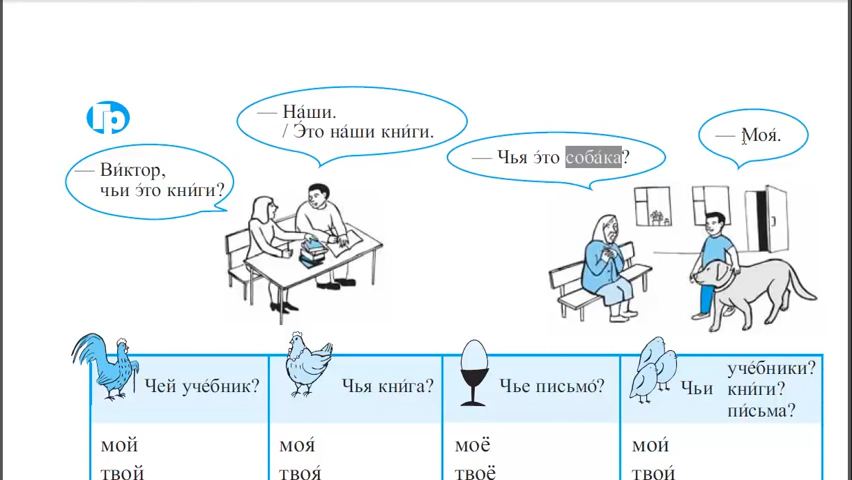 Гр
— На́ши.
/ Э́то на́ши кни́ги.
— Ви́ктор,
чьи э́то кни́ги?
— Чья э́то соба́ка?
— Моя́.
Чей уче́бник?
Чья кни́га?
Чье письмо́?
Чьи
уче́бники?
кни́ги?
пи́сьма?
мой
моя́
моё
мои́
твой
твоя́
твоё
твои́